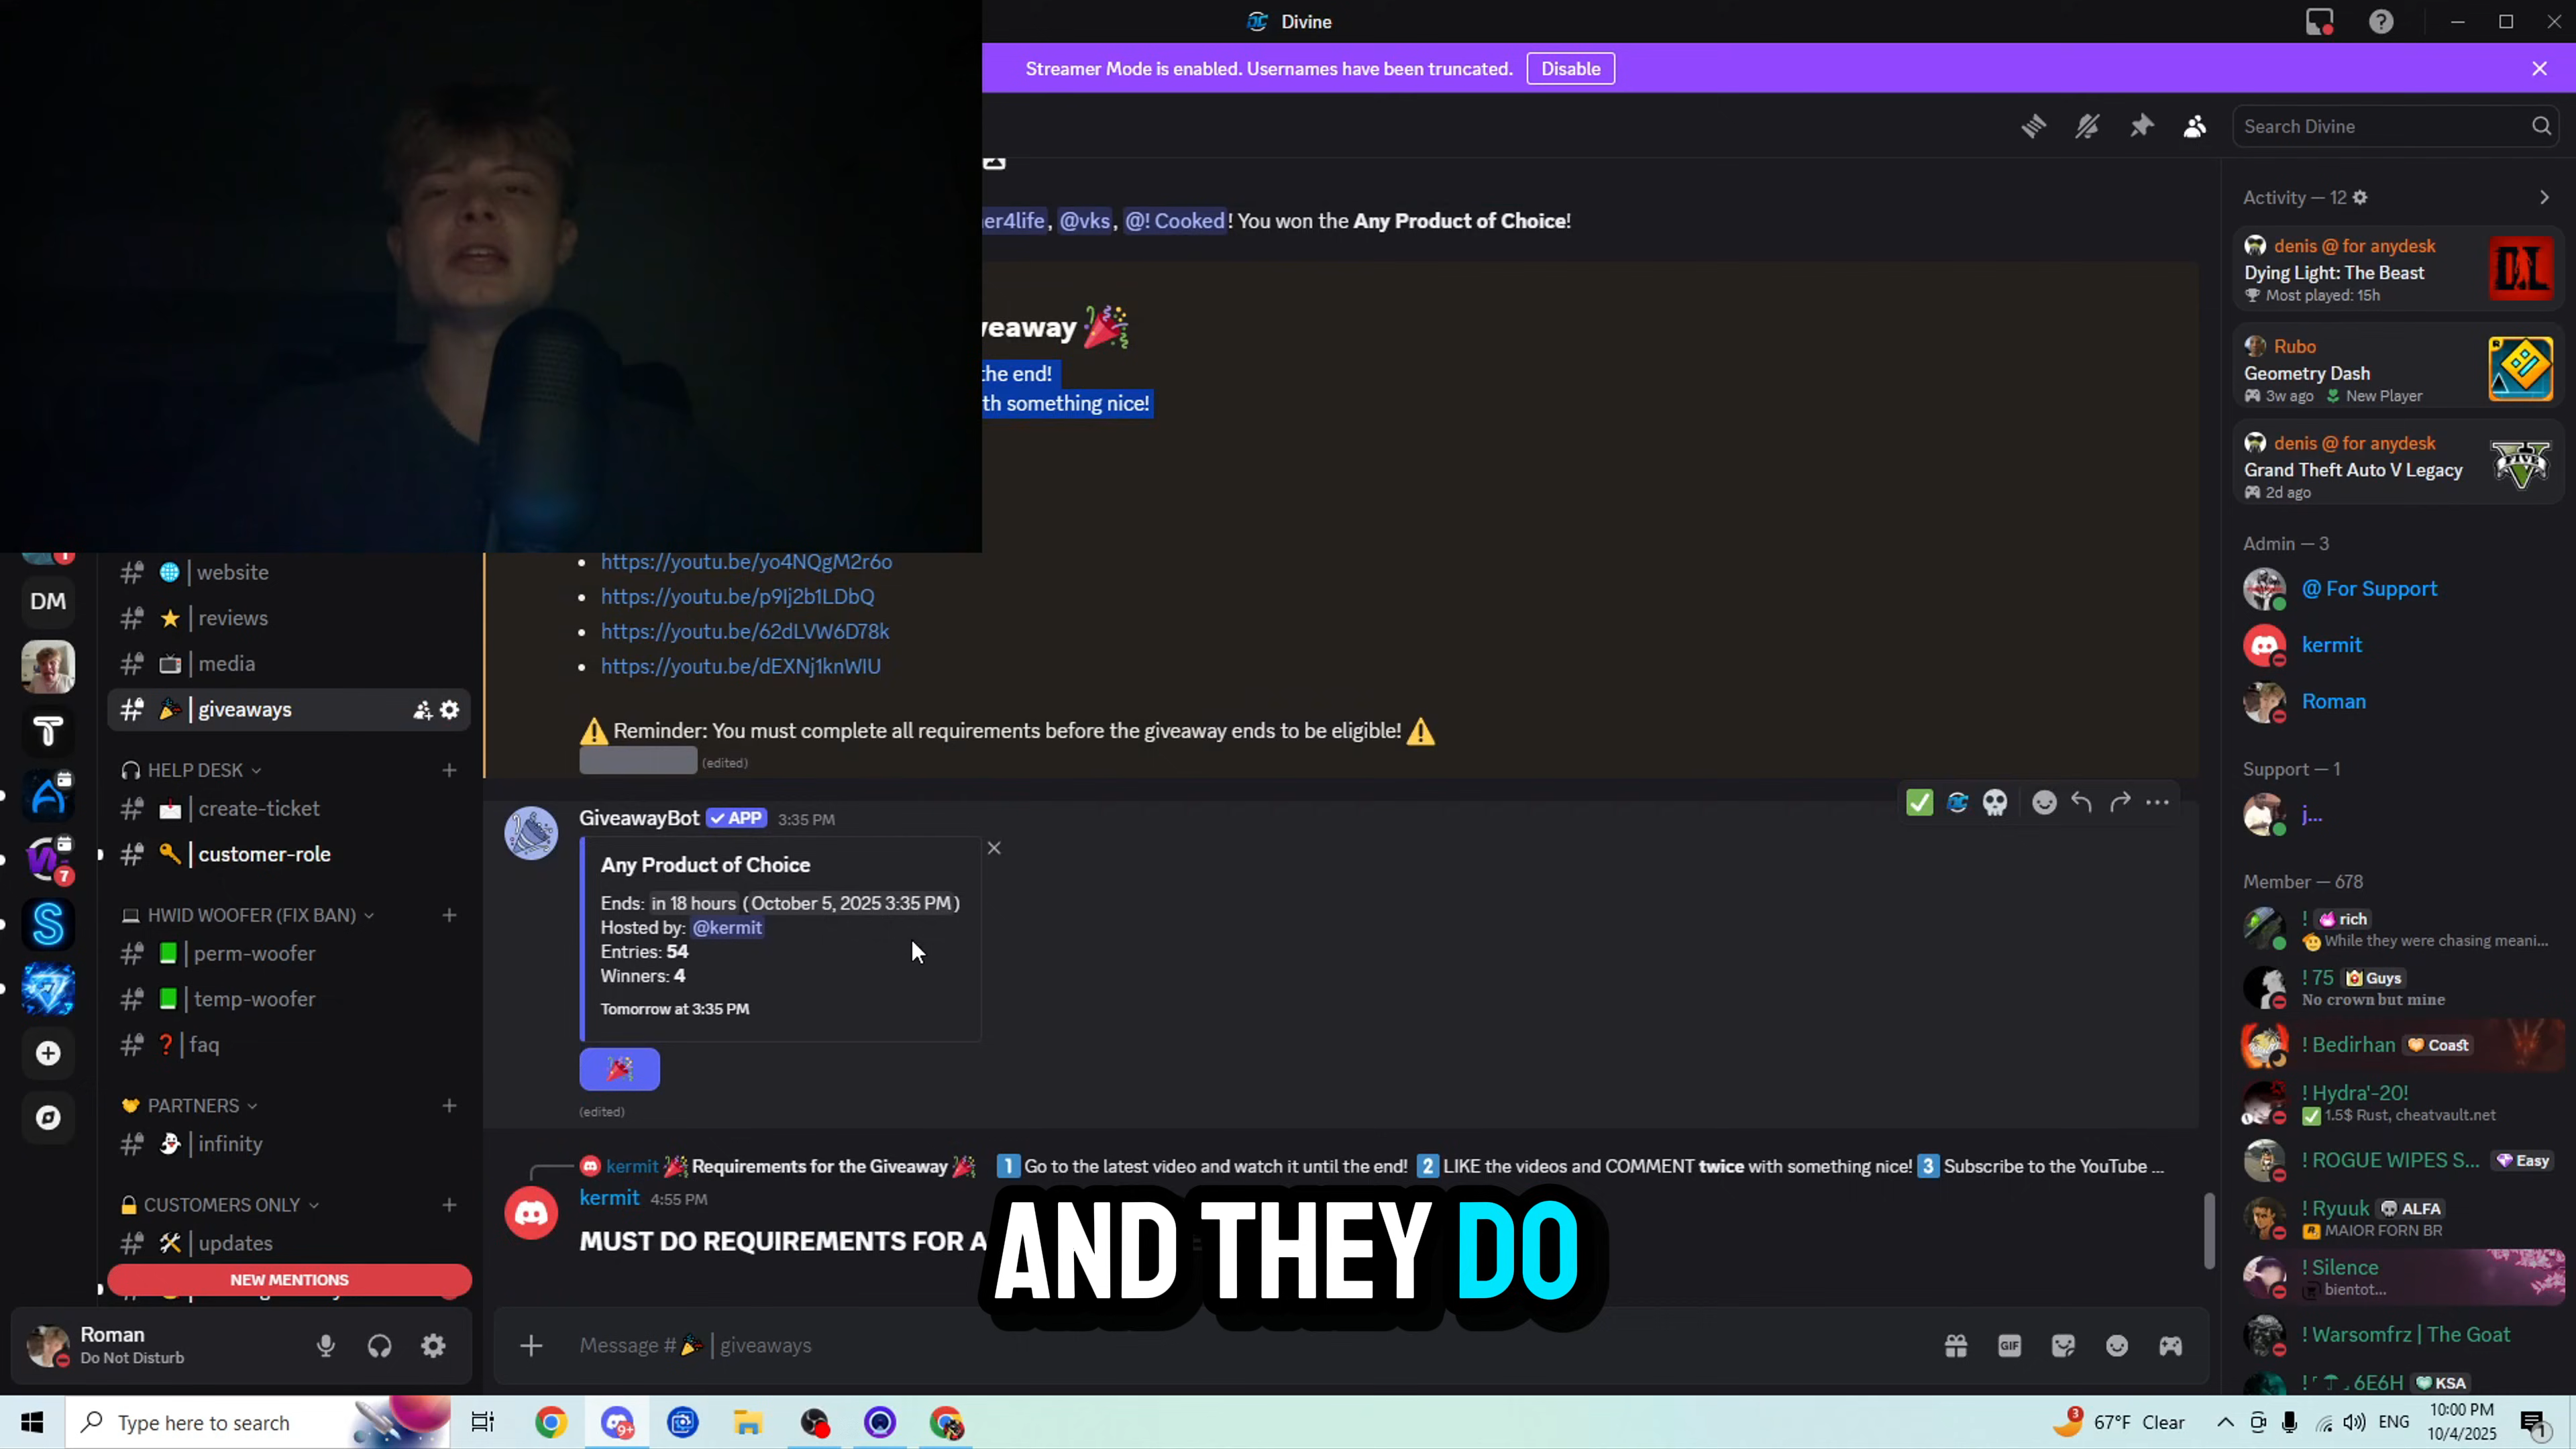 Divine
Streamer Mode is enabled. Usernames have been truncated. Disable
Search Divine
ner4life, @vks, @! Cooked! You won the Any Product of Choice!
veaway
the end!
th something nice!
https://youtu.be/yo4NQgM2r6o
https://youtu.be/p9Ij2b1LDbQ
https://youtu.be/62dLVW6D78k
https://youtu.be/dEXNj1knWIU
Reminder: You must complete all requirements before the giveaway ends to be eligible!
(edited)
GiveawayBot APP 3:35 PM
Any Product of Choice
Ends: in 18 hours (October 5, 2025 3:35 PM)
Hosted by: @kermit
Entries: 54
Winners: 4
Tomorrow at 3:35 PM
(edited)
kermit Requirements for the Giveaway 1 Go to the latest video and watch it until the end! 2 LIKE the videos and COMMENT twice with something nice! 3 Subscribe to the YouTube ...
kermit 4:55 PM
MUST DO REQUIREMENTS FOR A
AND THEY DO
Message # | giveaways
GIF
1
DM
7
website
reviews
media
giveaways
HELP DESK
create-ticket
customer-role
HWID WOOFER (FIX BAN)
perm-woofer
temp-woofer
faq
PARTNERS
infinity
CUSTOMERS ONLY
updates
NEW MENTIONS
Roman
Do Not Disturb
Activity — 12
denis @ for anydesk
Dying Light: The Beast
Most played: 15h
DL
Rubo
Geometry Dash
3w ago New Player
denis @ for anydesk
Grand Theft Auto V Legacy
2d ago
FIVE
Admin — 3
@ For Support
kermit
Roman
Support — 1
j...
Member — 678
! rich
While they were chasing meani...
! 75 Guys
No crown but mine
! Bedirhan Coast
! Hydra'-20!
1.5$ Rust, cheatvault.net
! ROGUE WIPES S... Easy
! Ryuuk ALFA
MAIOR FORN BR
! Silence
bientot...
! Warsomfrz | The Goat
6E6H KSA
Type here to search
9+
3
67°F Clear
ENG
10:00 PM
10/4/2025
1